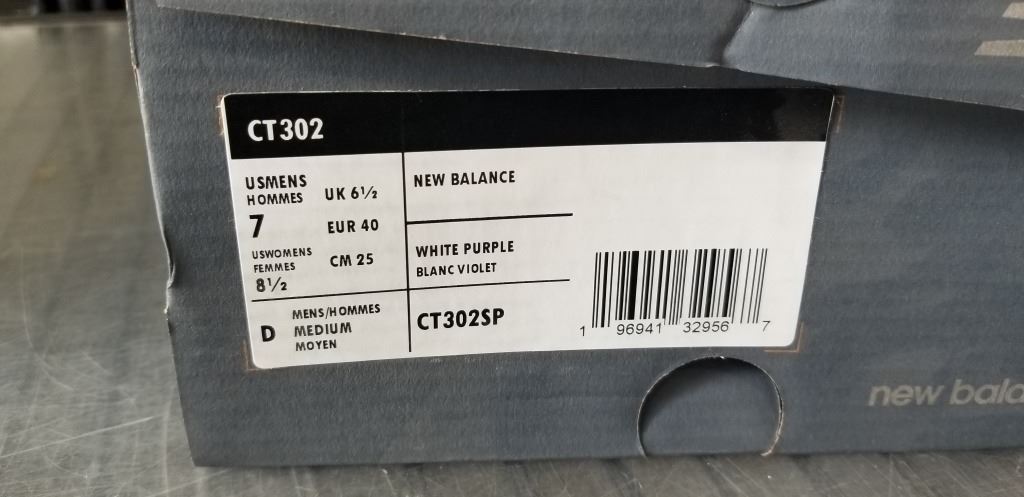 CT302
USMENS
HOMMES
7
USWOMENS
FEMMES
8½
UK 6½
EUR 40
CM 25
NEW BALANCE
WHITE PURPLE
BLANC VIOLET
D
MENS/HOMMES
MEDIUM
MOYEN
CT302SP
1 96941 32956 7
new bala